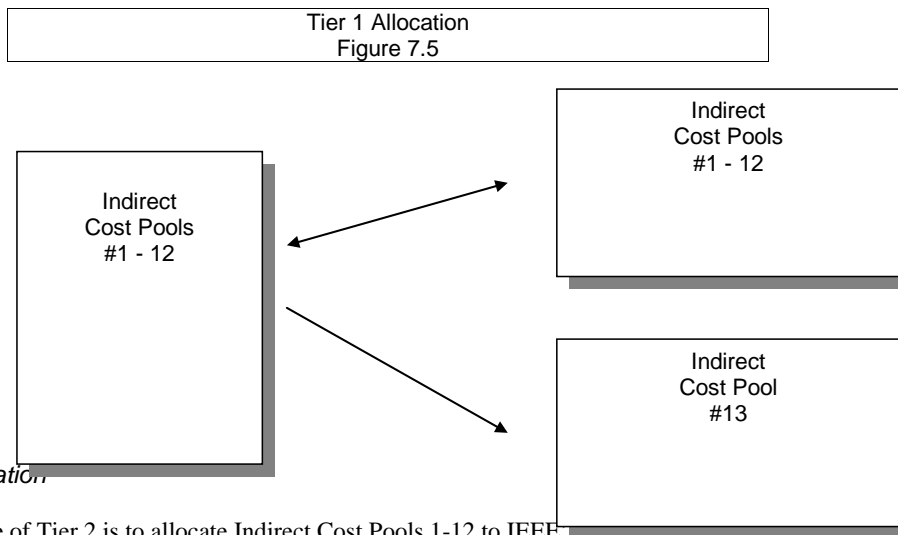 Tier 1 Allocation
Figure 7.5
Indirect
Cost Pools
#1 - 12
Indirect
Cost Pools
#1 - 12
Indirect
Cost Pool
#13
of Tier 2 is to allocate Indirect Cost Pools 1-12 to IEEE